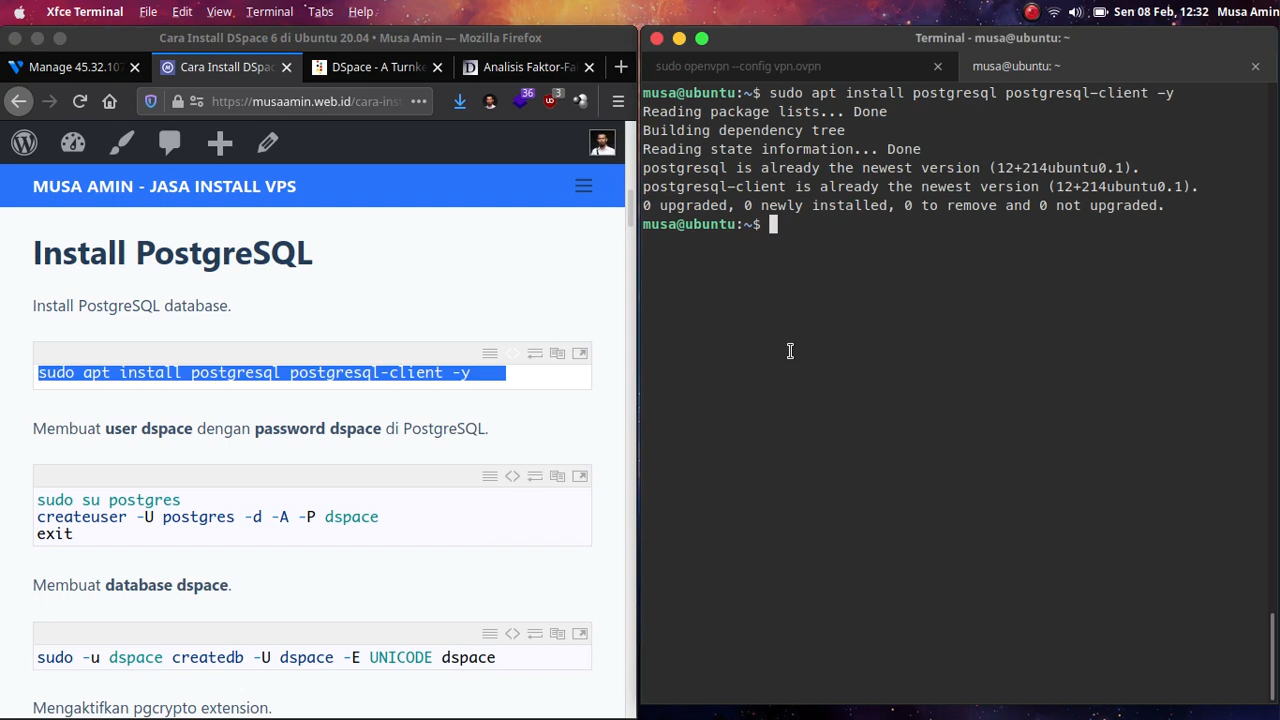 Xfce Terminal File Edit View Terminal Tabs Help
Sen 08 Feb, 12:32 Musa Amin
Cara Install DSpace 6 di Ubuntu 20.04 • Musa Amin — Mozilla Firefox
Manage 45.32.107
Cara Install DSpac
DSpace - A Turnke
Analisis Faktor-Fa
https://musaamin.web.id/cara-inst
36
3
MUSA AMIN - JASA INSTALL VPS
Install PostgreSQL
Install PostgreSQL database.
sudo apt install postgresql postgresql-client -y
Membuat user dspace dengan password dspace di PostgreSQL.
sudo su postgres
createuser -U postgres -d -A -P dspace
exit
Membuat database dspace.
sudo -u dspace createdb -U dspace -E UNICODE dspace
Mengaktifkan pgcrypto extension.
Terminal - musa@ubuntu: ~
sudo openvpn --config vpn.ovpn
musa@ubuntu: ~
musa@ubuntu:~$ sudo apt install postgresql postgresql-client -y
Reading package lists... Done
Building dependency tree
Reading state information... Done
postgresql is already the newest version (12+214ubuntu0.1).
postgresql-client is already the newest version (12+214ubuntu0.1).
0 upgraded, 0 newly installed, 0 to remove and 0 not upgraded.
musa@ubuntu:~$